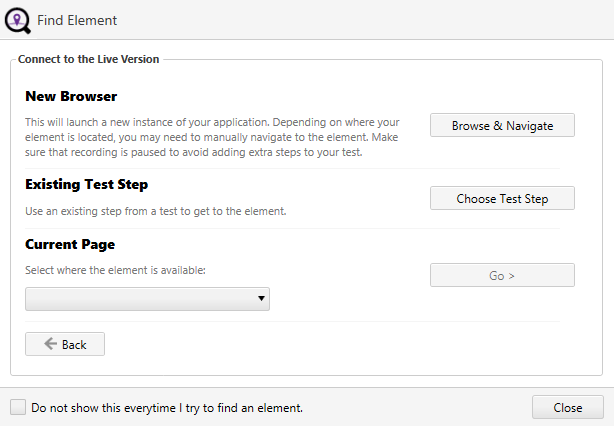 Find Element
Connect to the Live Version
New Browser
This will launch a new instance of your application. Depending on where your
element is located, you may need to manually navigate to the element. Make
sure that recording is paused to avoid adding extra steps to your test.
Browse & Navigate
Existing Test Step
Use an existing step from a test to get to the element.
Choose Test Step
Current Page
Select where the element is available:
Go >
Back
Do not show this everytime I try to find an element.
Close